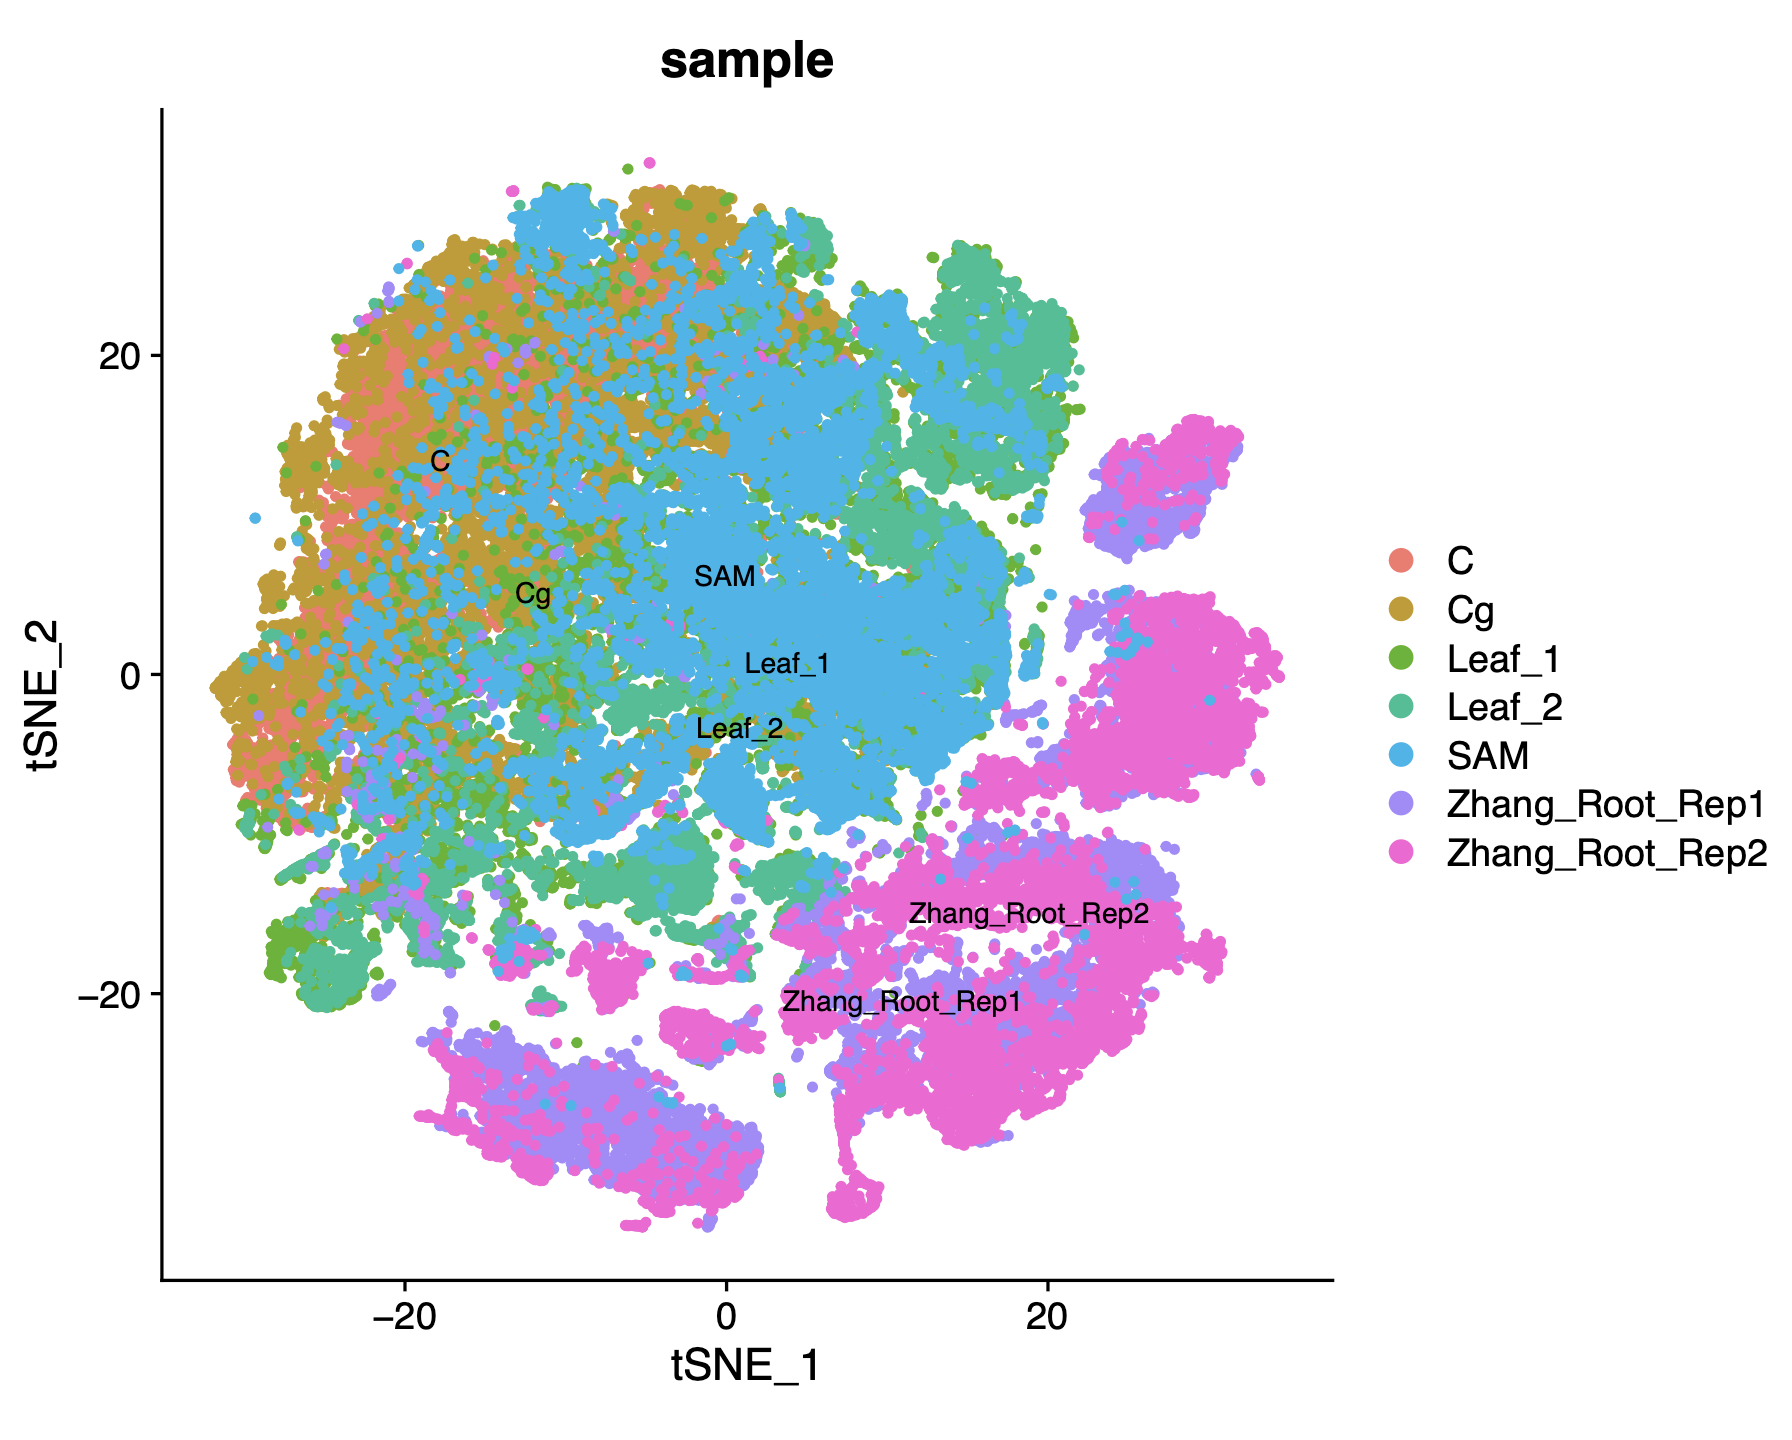 sample
tSNE_2
20
0
−20
C
Cg
SAM
Leaf_1
Leaf_2
Zhang_Root_Rep2
Zhang_Root_Rep1
−20
0
20
tSNE_1
C
Cg
Leaf_1
Leaf_2
SAM
Zhang_Root_Rep1
Zhang_Root_Rep2